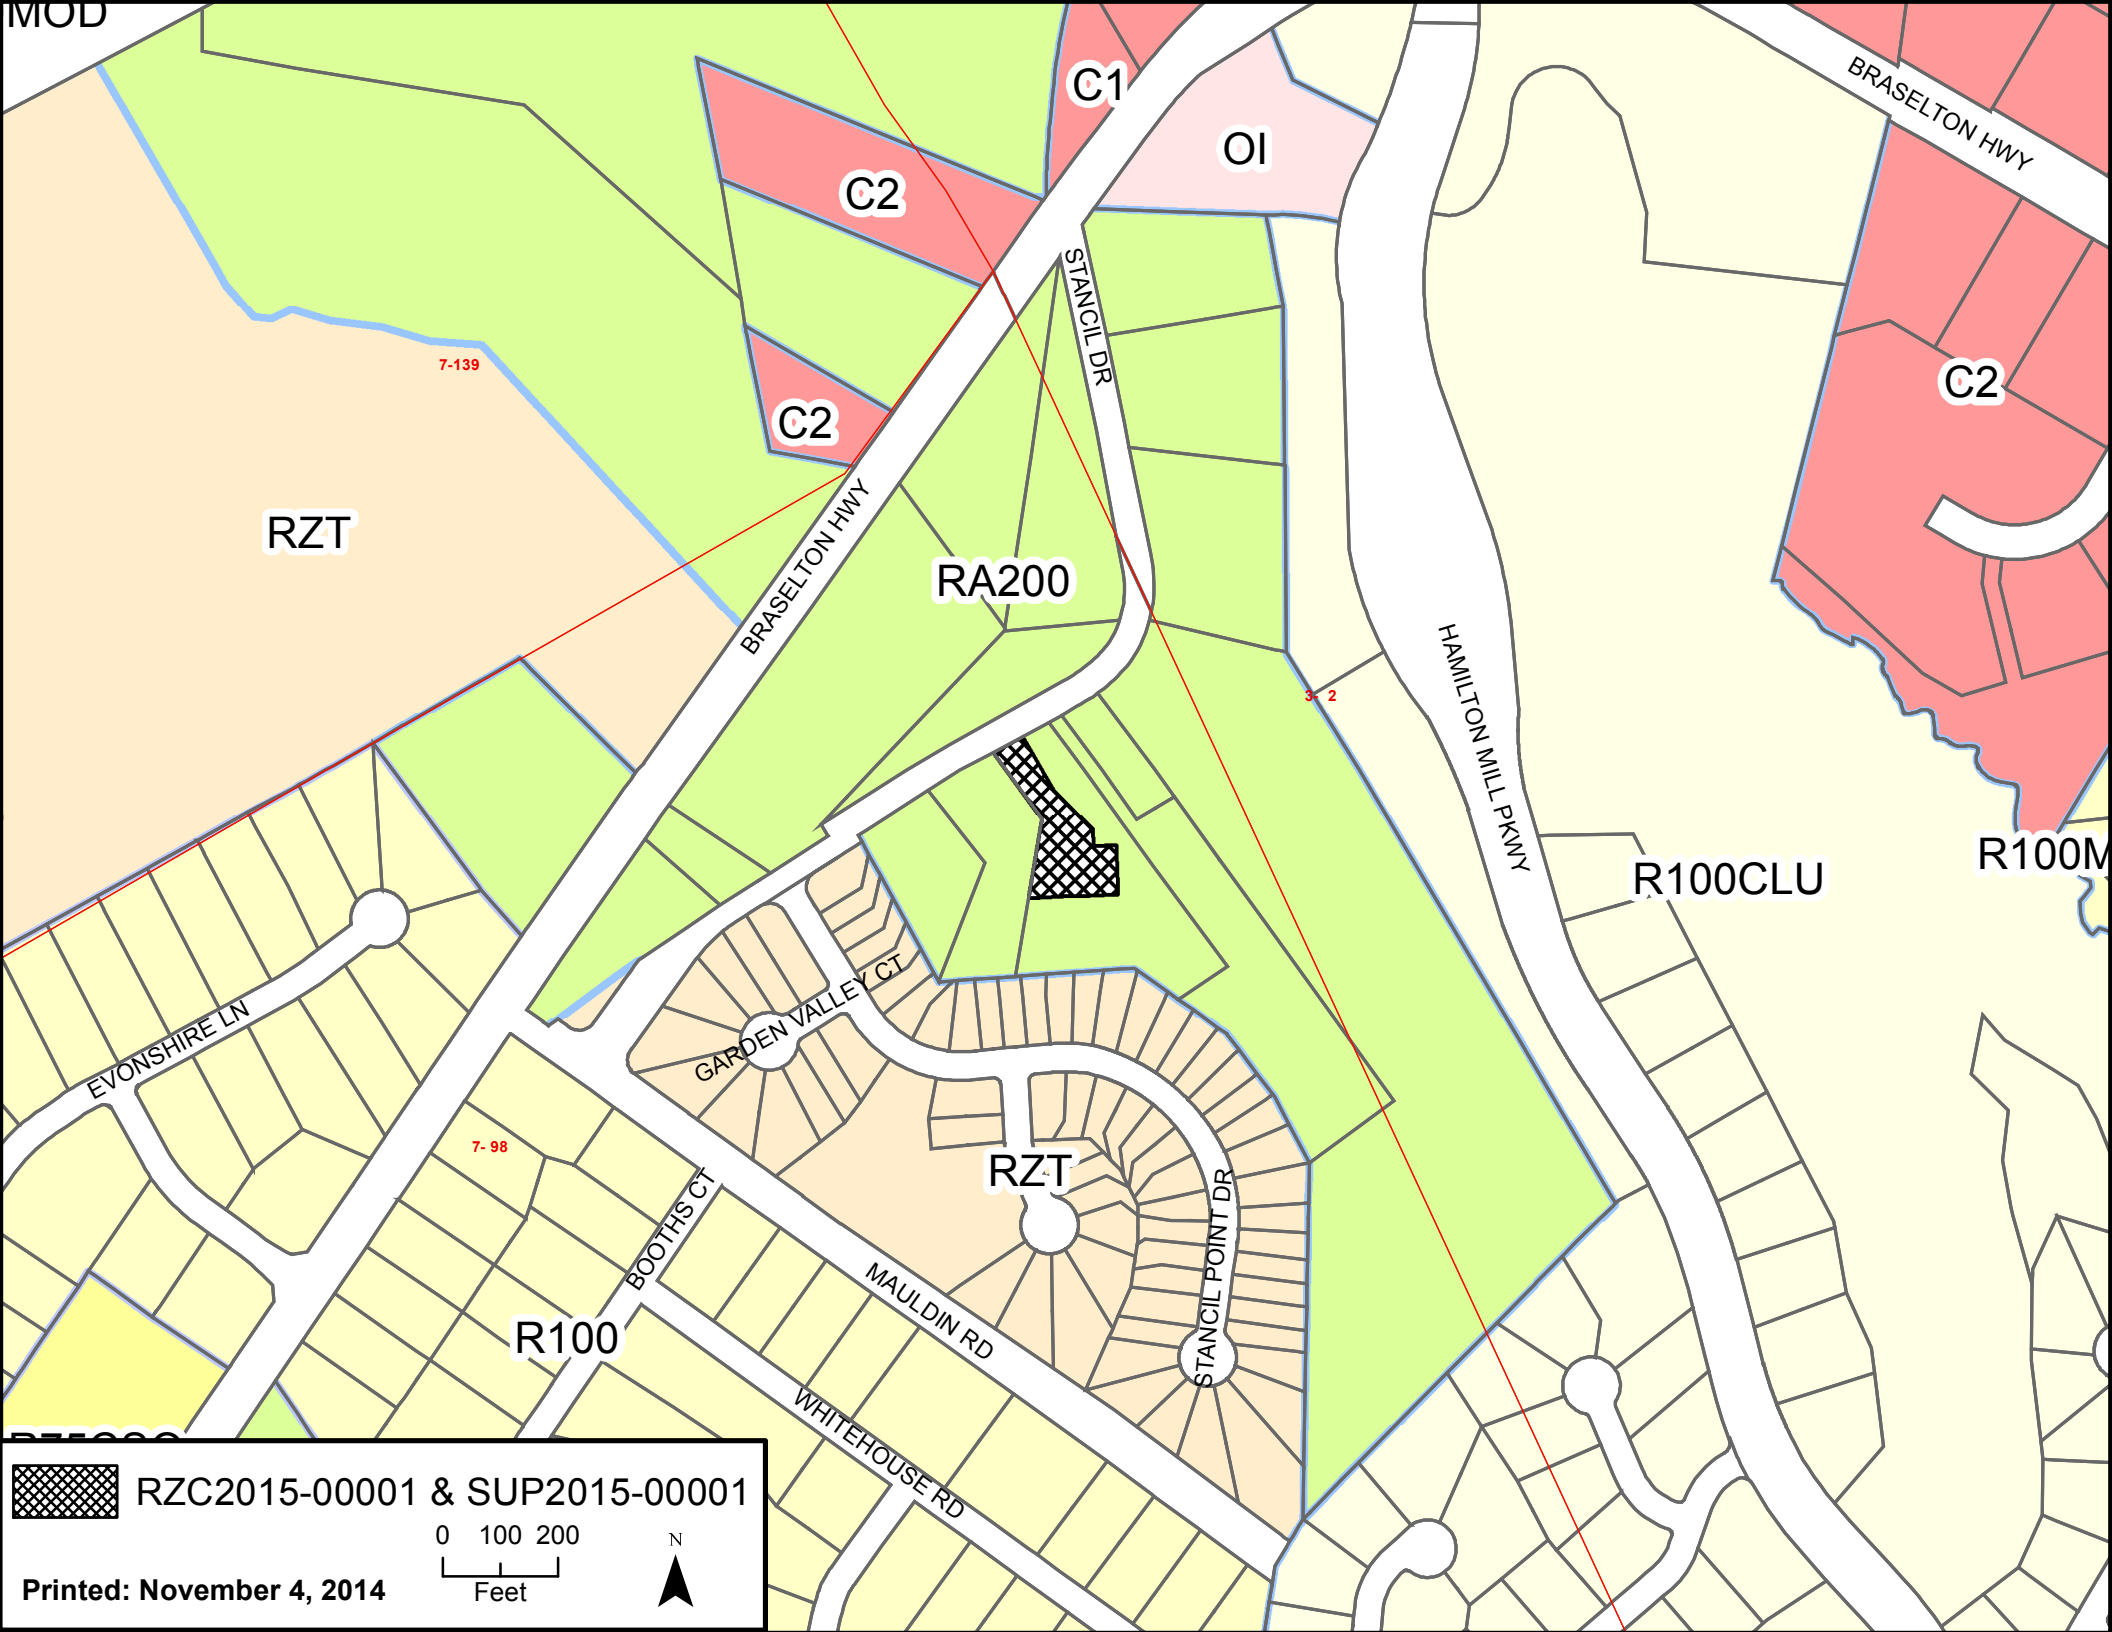 MOD
C1
BRASELTON HWY
OI
C2
STANCIL DR
7-139
C2
C2
RZT
BRASELTON HWY
RA200
HAMILTON MILL PKWY
3- 2
R100M
R100CLU
GARDEN VALLEY CT
EVONSHIRE LN
7- 98
RZT
BOOTHS CT
STANCIL POINT DR
MAULDIN RD
R100
WHITEHOUSE RD
RZC2015-00001 & SUP2015-00001
0 100 200
Feet
N
Printed: November 4, 2014